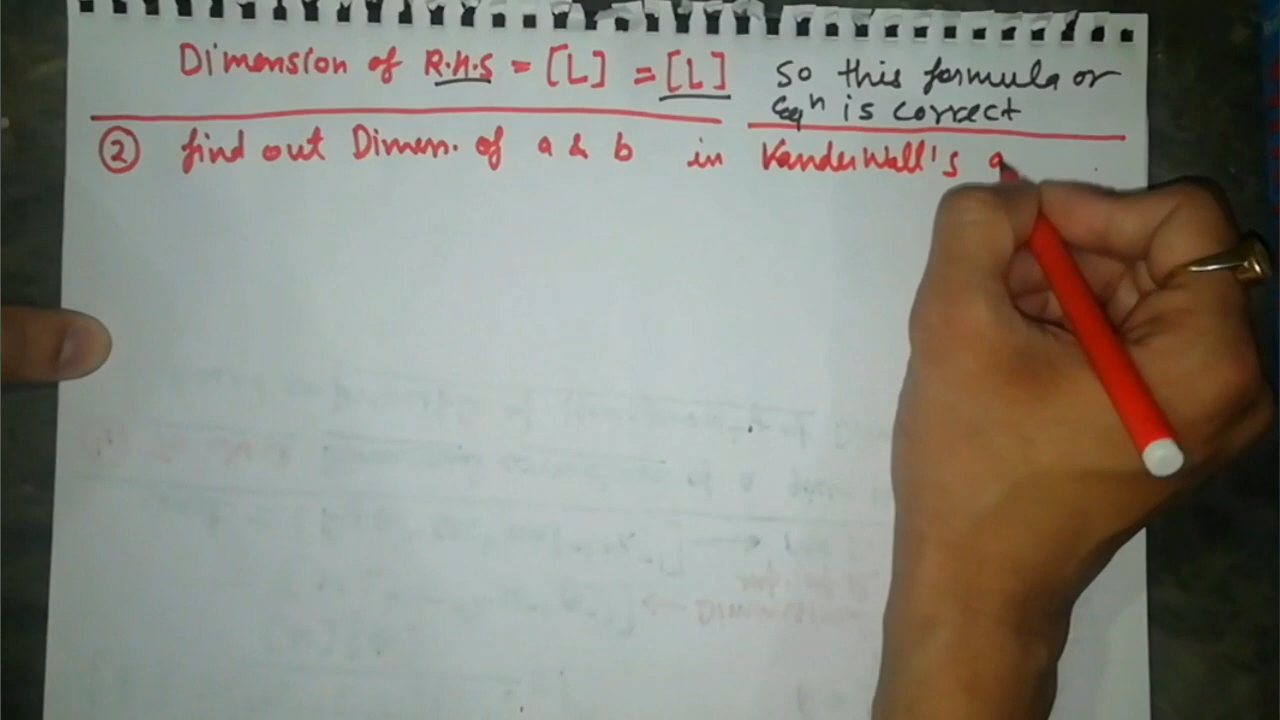 Dimension of R.H.S = [L] = [L] So this formula or
eqⁿ is correct
② find out Dimen. of a & b in VanderWall's